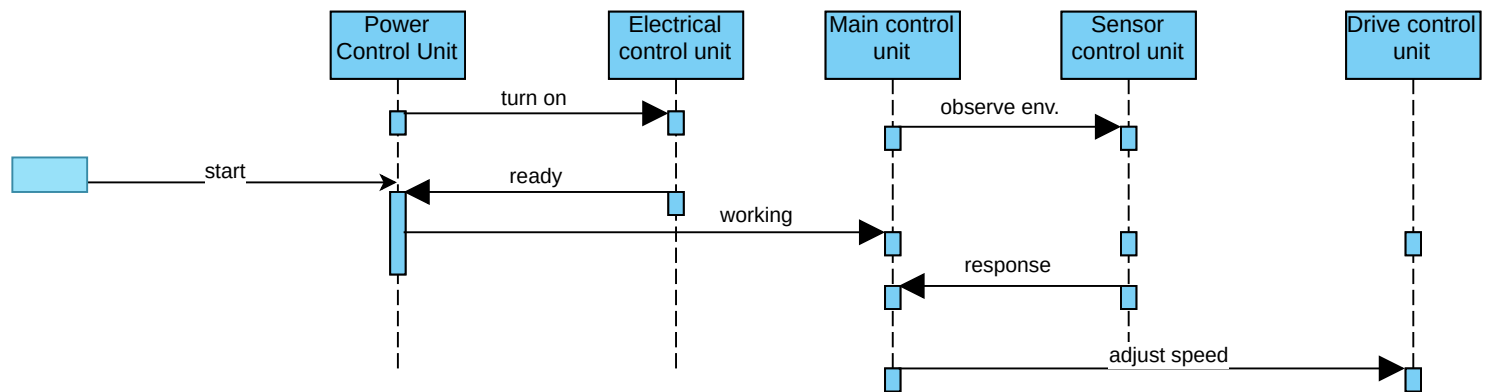 Power
Control Unit
Electrical
control unit
Main control
unit
Sensor
control unit
Drive control
unit
turn on
observe env.
start
ready
working
response
adjust speed